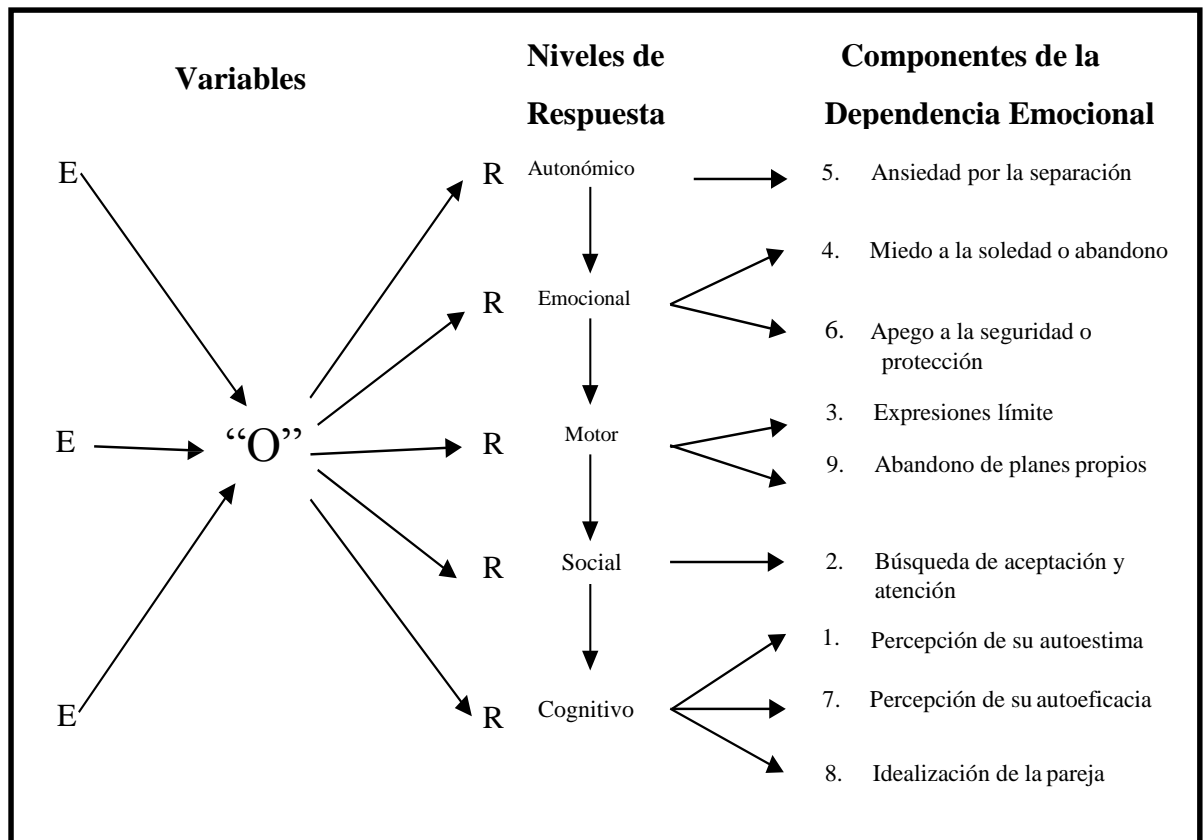 Variables
Niveles de
Respuesta
Componentes de la
Dependencia Emocional
E
R Autónómico
5. Ansiedad por la separación
R Emocional
4. Miedo a la soledad o abandono
6. Apego a la seguridad o
protección
E
“O”
R Motor
3. Expresiones límite
9. Abandono de planes propios
R Social
2. Búsqueda de aceptación y
atención
E
R Cognitivo
1. Percepción de su autoestima
7. Percepción de su autoeficacia
8. Idealización de la pareja